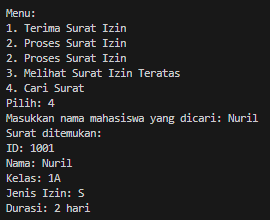 Menu:
1. Terima Surat Izin
2. Proses Surat Izin
2. Proses Surat Izin
3. Melihat Surat Izin Teratas
4. Cari Surat
Pilih: 4
Masukkan nama mahasiswa yang dicari: Nuril
Surat ditemukan:
ID: 1001
Nama: Nuril
Kelas: 1A
Jenis Izin: S
Durasi: 2 hari